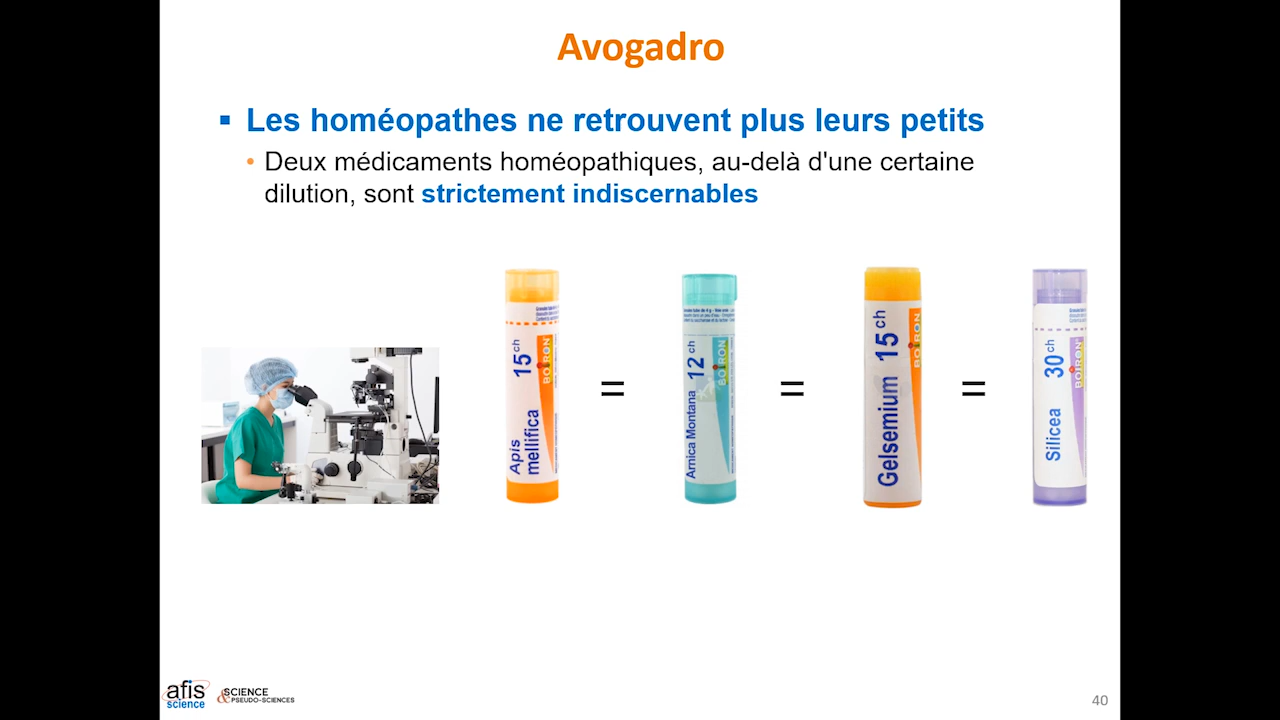 Avogadro
Les homéopathes ne retrouvent plus leurs petits
Deux médicaments homéopathiques, au-delà d'une certaine
dilution, sont strictement indiscernables
Apis
mellifica
15 ch
BOIRON
=
Arnica Montana 12 ch
BOIRON
=
Gelsemium 15 ch
BOIRON
=
Silicea 30 ch
BOIRON
afis
science
SCIENCE
& PSEUDO-SCIENCES
40